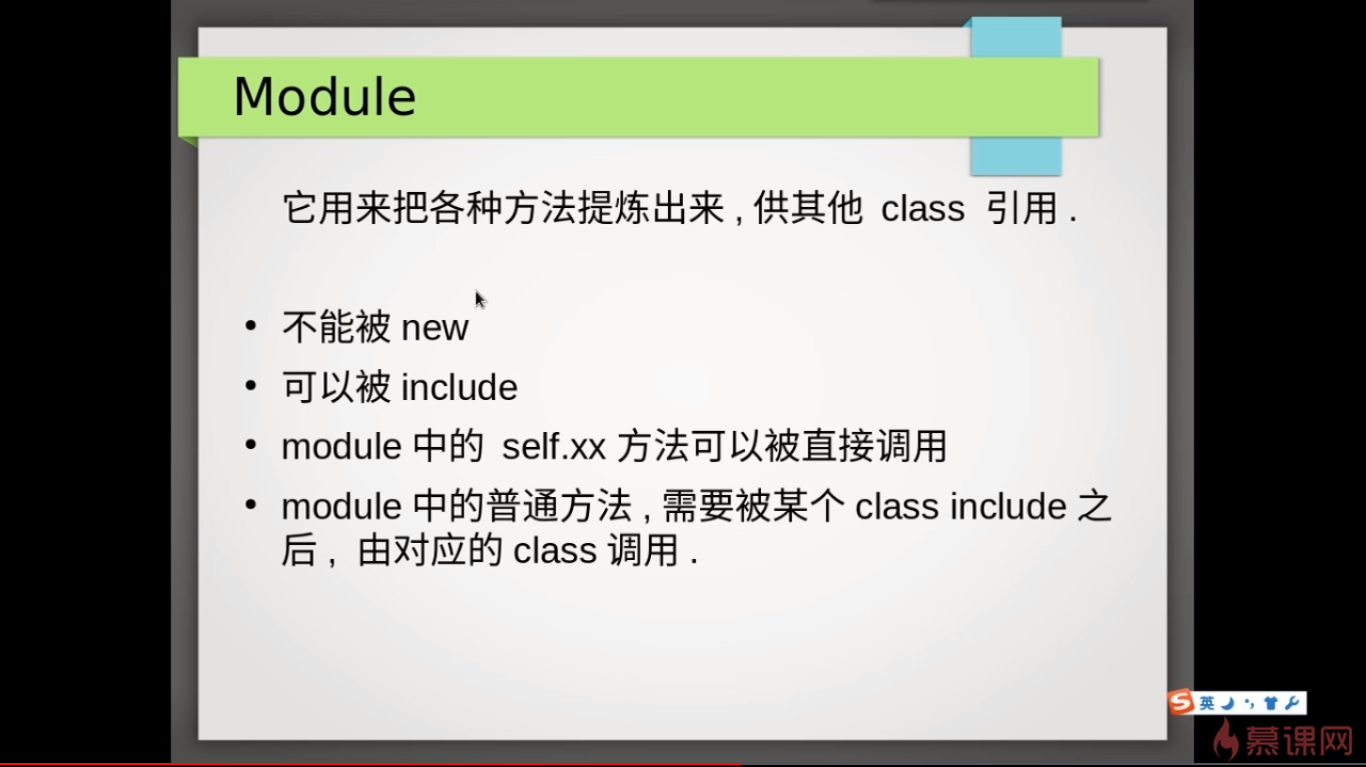 Module
它用来把各种方法提炼出来 , 供其他 class 引用 .
• 不能被 new
• 可以被 include
• module 中的 self.xx 方法可以被直接调用
• module 中的普通方法 , 需要被某个 class include 之
后 , 由对应的 class 调用 .
S 英
慕课网